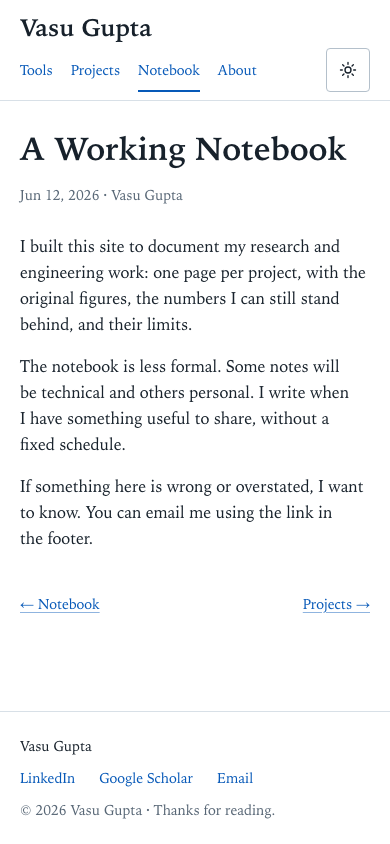 Vasu Gupta
Tools Projects Notebook About
A Working Notebook
Jun 12, 2026 · Vasu Gupta
I built this site to document my research and
engineering work: one page per project, with the
original figures, the numbers I can still stand
behind, and their limits.
The notebook is less formal. Some notes will
be technical and others personal. I write when
I have something useful to share, without a
fixed schedule.
If something here is wrong or overstated, I want
to know. You can email me using the link in
the footer.
← Notebook Projects →
Vasu Gupta
LinkedIn Google Scholar Email
© 2026 Vasu Gupta · Thanks for reading.